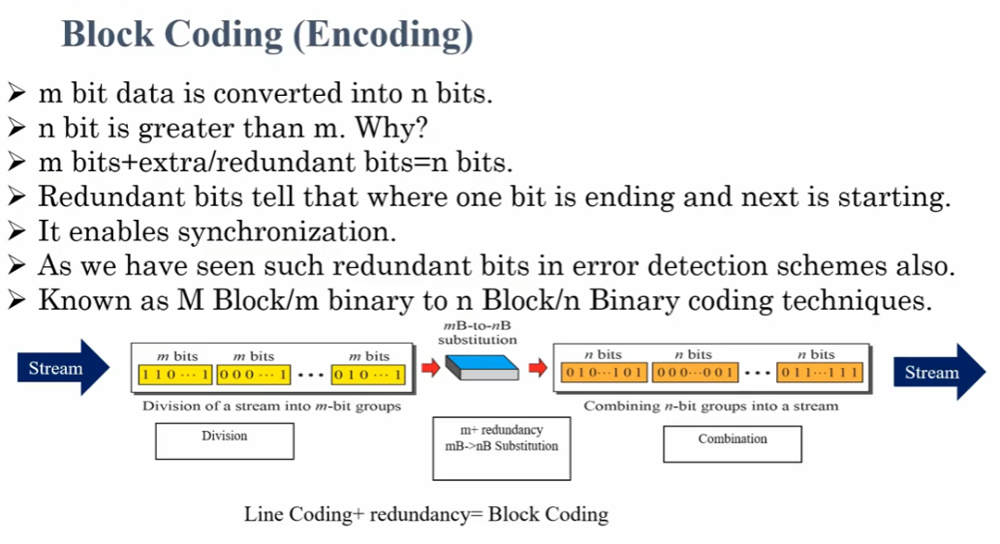 Block Coding (Encoding)
➢ m bit data is converted into n bits.
➢ n bit is greater than m. Why?
➢ m bits+extra/redundant bits=n bits.
➢ Redundant bits tell that where one bit is ending and next is starting.
➢ It enables synchronization.
➢ As we have seen such redundant bits in error detection schemes also.
➢ Known as M Block/m binary to n Block/n Binary coding techniques.
mB-to-nB
substitution
m bits m bits m bits
n bits n bits n bits
Stream
1 1 0 ··· 1 0 0 0 ··· 1 ••• 0 1 0 ··· 1
0 1 0 ··· 1 0 1 0 0 0 ··· 0 0 1 ••• 0 1 1 ··· 1 1 1
Stream
Division of a stream into m-bit groups
Combining n-bit groups into a stream
Division
m+ redundancy
mB->nB Substitution
Combination
Line Coding+ redundancy= Block Coding